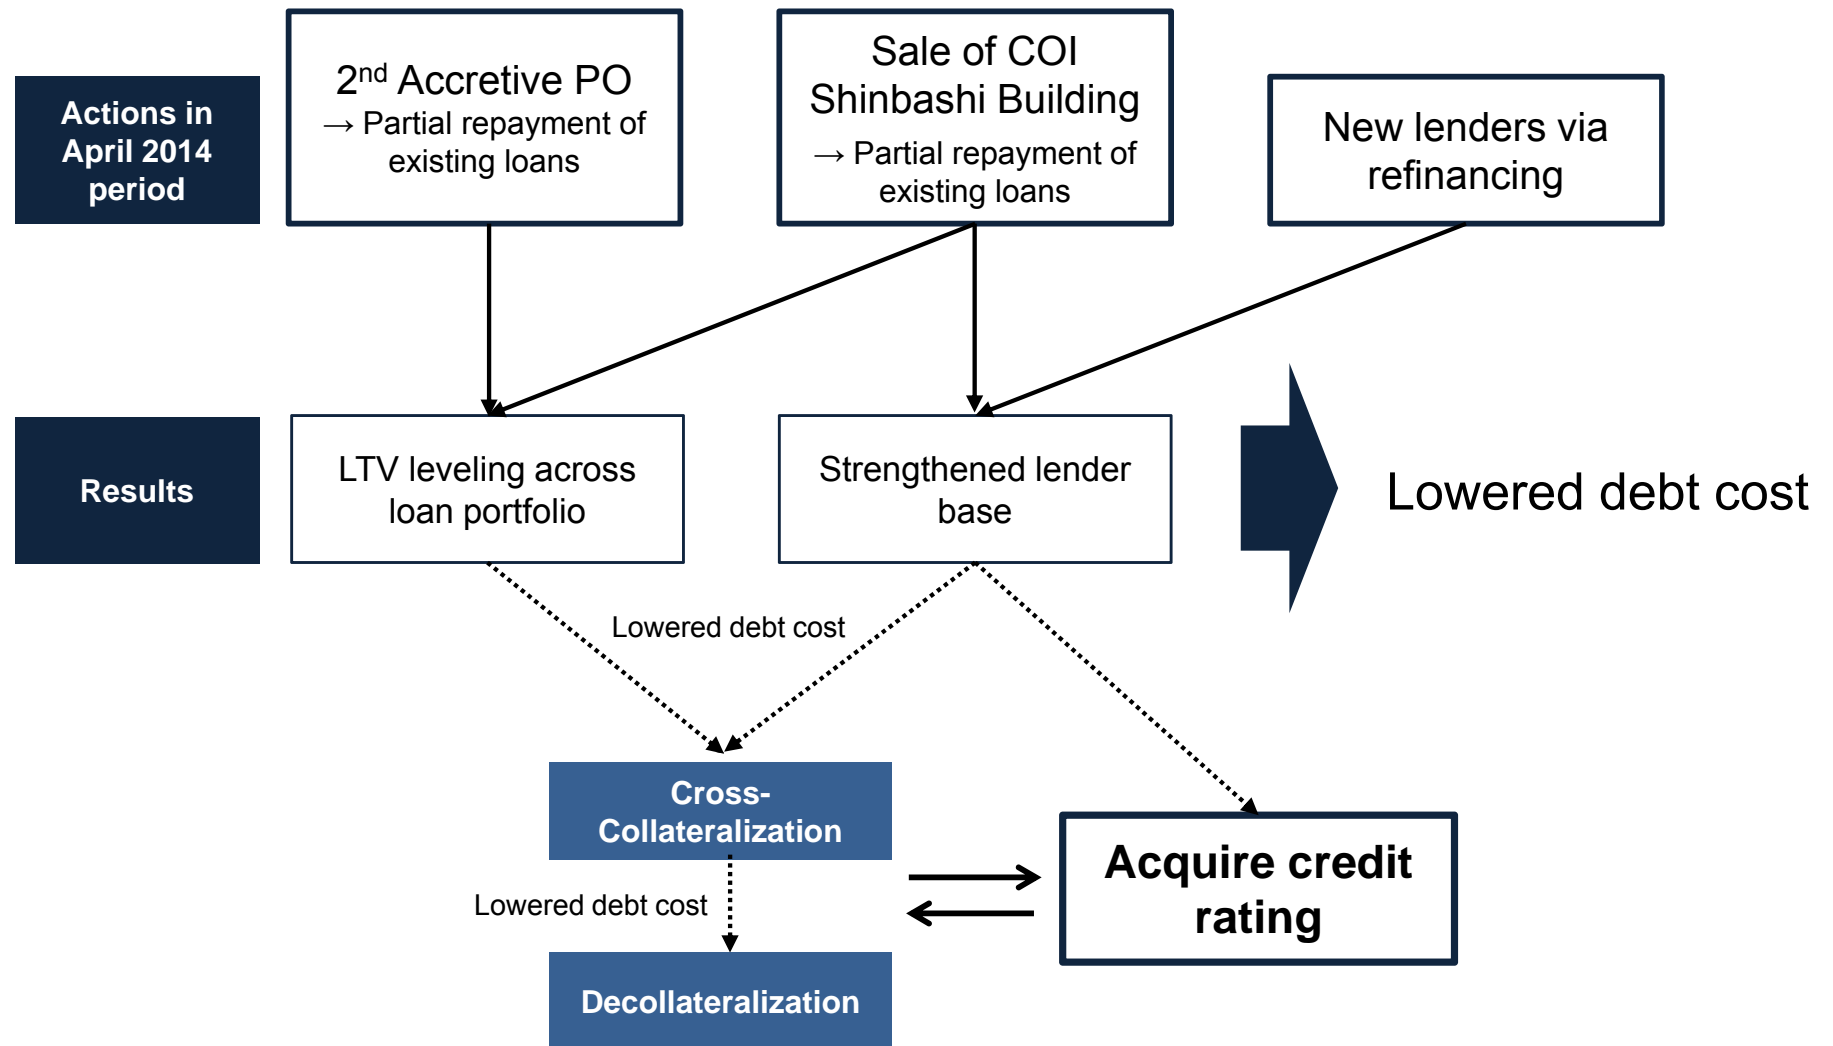 Actions in
April 2014
period
2nd Accretive PO
→ Partial repayment of
existing loans
Sale of COI
Shinbashi Building
→ Partial repayment of
existing loans
New lenders via
refinancing
Results
LTV leveling across
loan portfolio
Strengthened lender
base
Lowered debt cost
Lowered debt cost
Cross-
Collateralization
Lowered debt cost
Decollateralization
Acquire credit
rating